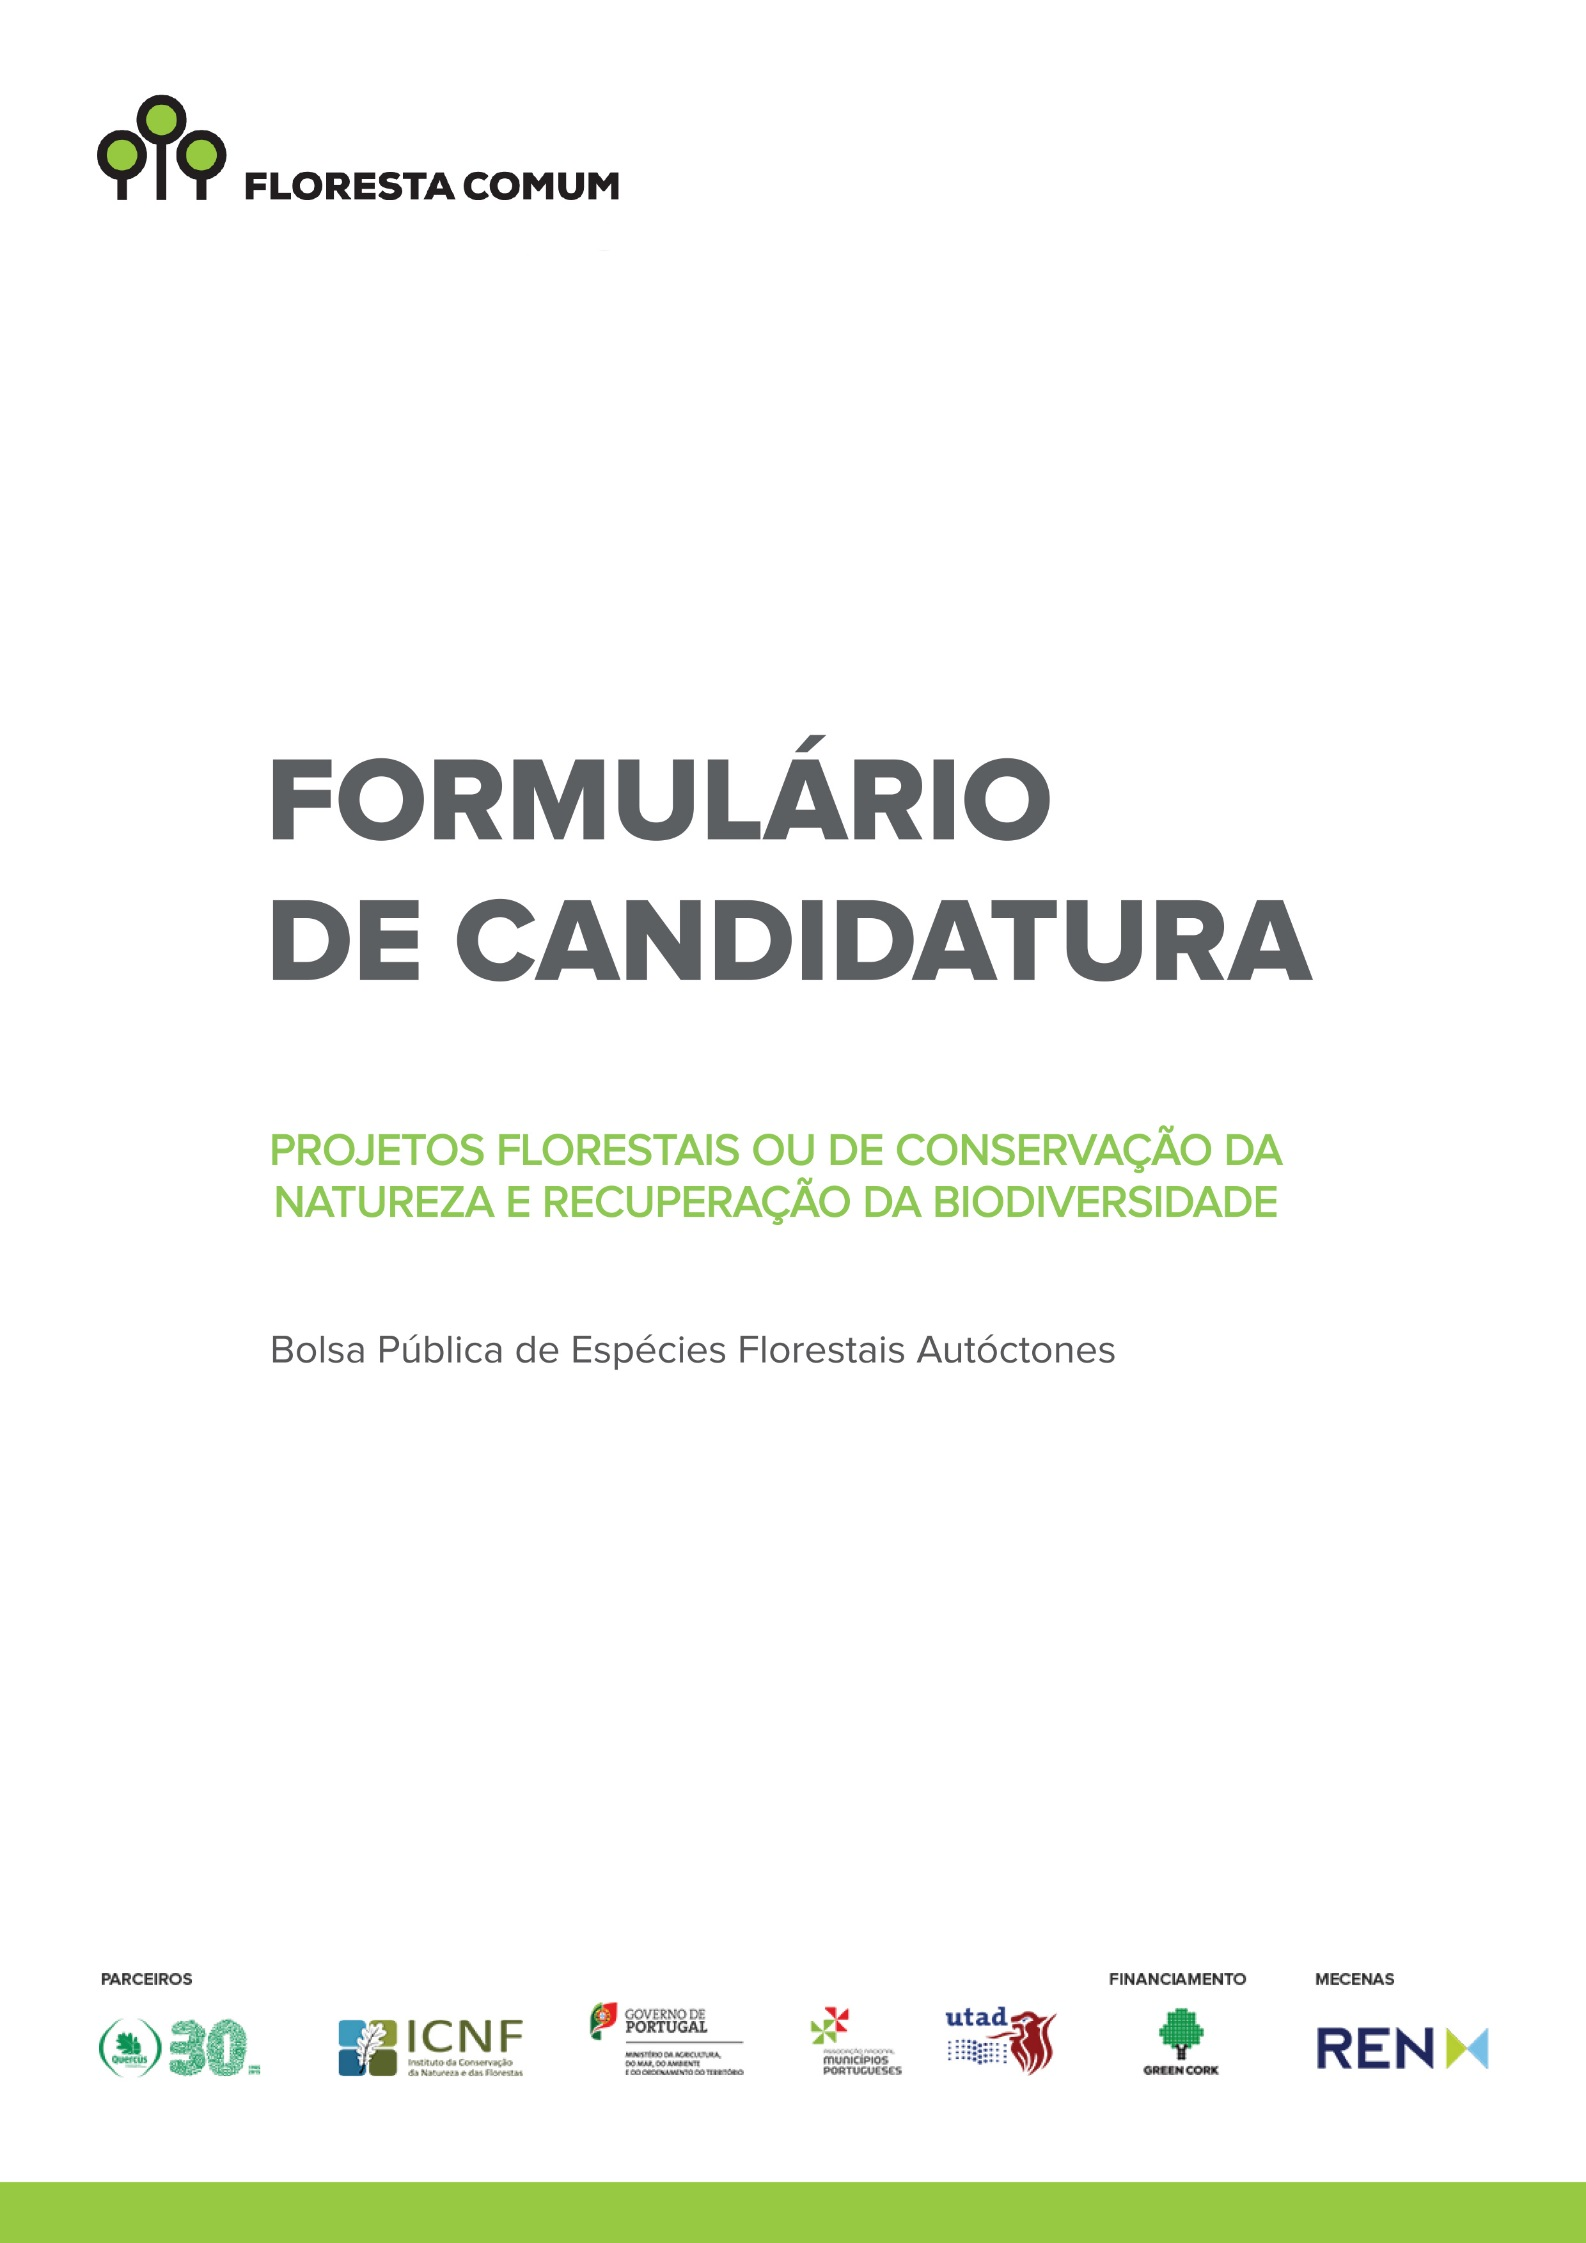 FLORESTA COMUM
FORMULÁRIO
DE CANDIDATURA
PROJETOS FLORESTAIS OU DE CONSERVAÇÃO DA
NATUREZA E RECUPERAÇÃO DA BIODIVERSIDADE
Bolsa Pública de Espécies Florestais Autóctones
PARCEIROS
FINANCIAMENTO
MECENAS
Quercus
30
ICNF
Instituto da Conservação
da Natureza e das Florestas
GOVERNO DE
PORTUGAL
MINISTÉRIO DA AGRICULTURA,
DO MAR, DO AMBIENTE
E DO ORDENAMENTO DO TERRITÓRIO
ASSOCIAÇÃO NACIONAL
MUNICÍPIOS
PORTUGUESES
utad
GREEN CORK
REN